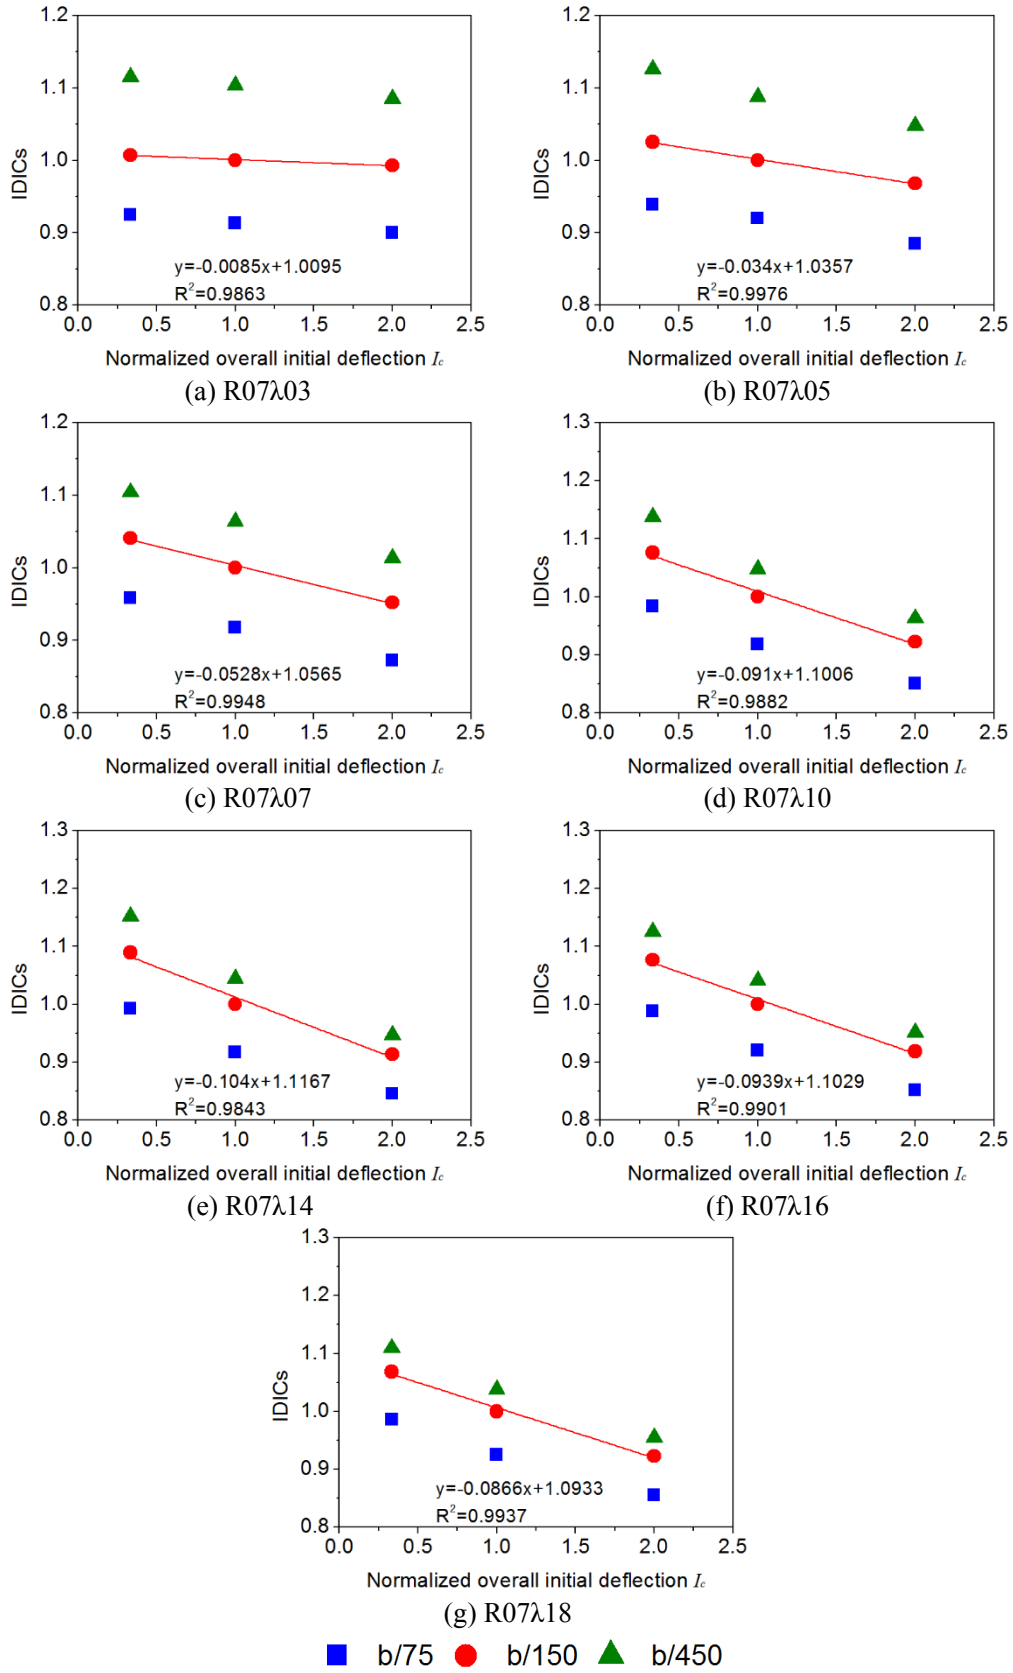 1.2
1.1
1.0
0.9
0.8
IDICs
y=-0.0085x+1.0095
R²=0.9863
0.0 0.5 1.0 1.5 2.0 2.5
Normalized overall initial deflection Ic
(a) R07λ03
1.2
1.1
1.0
0.9
0.8
IDICs
y=-0.034x+1.0357
R²=0.9976
0.0 0.5 1.0 1.5 2.0 2.5
Normalized overall initial deflection Ic
(b) R07λ05
1.2
1.1
1.0
0.9
0.8
IDICs
y=-0.0528x+1.0565
R²=0.9948
0.0 0.5 1.0 1.5 2.0 2.5
Normalized overall initial deflection Ic
(c) R07λ07
1.3
1.2
1.1
1.0
0.9
0.8
IDICs
y=-0.091x+1.1006
R²=0.9882
0.0 0.5 1.0 1.5 2.0 2.5
Normalized overall initial deflection Ic
(d) R07λ10
1.3
1.2
1.1
1.0
0.9
0.8
IDICs
y=-0.104x+1.1167
R²=0.9843
0.0 0.5 1.0 1.5 2.0 2.5
Normalized overall initial deflection Ic
(e) R07λ14
1.3
1.2
1.1
1.0
0.9
0.8
IDICs
y=-0.0939x+1.1029
R²=0.9901
0.0 0.5 1.0 1.5 2.0 2.5
Normalized overall initial deflection Ic
(f) R07λ16
1.3
1.2
1.1
1.0
0.9
0.8
IDICs
y=-0.0866x+1.0933
R²=0.9937
0.0 0.5 1.0 1.5 2.0 2.5
Normalized overall initial deflection Ic
(g) R07λ18
b/75 b/150 b/450